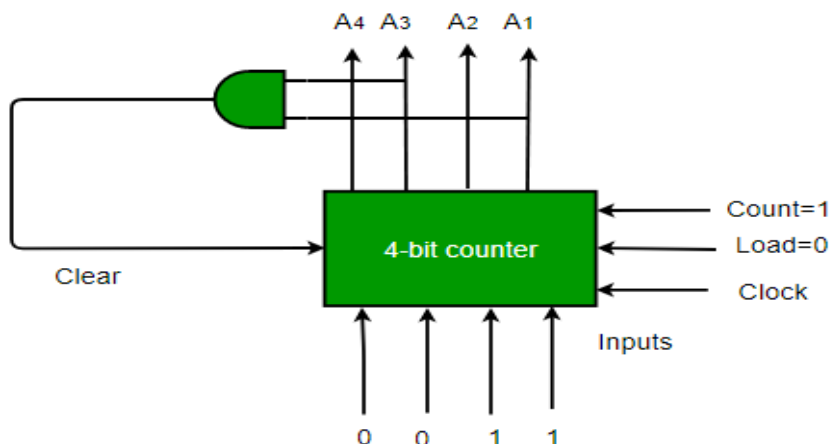 A4 A3 A2 A1
Count=1
4-bit counter
Load=0
Clear
Clock
Inputs
0 0 1 1